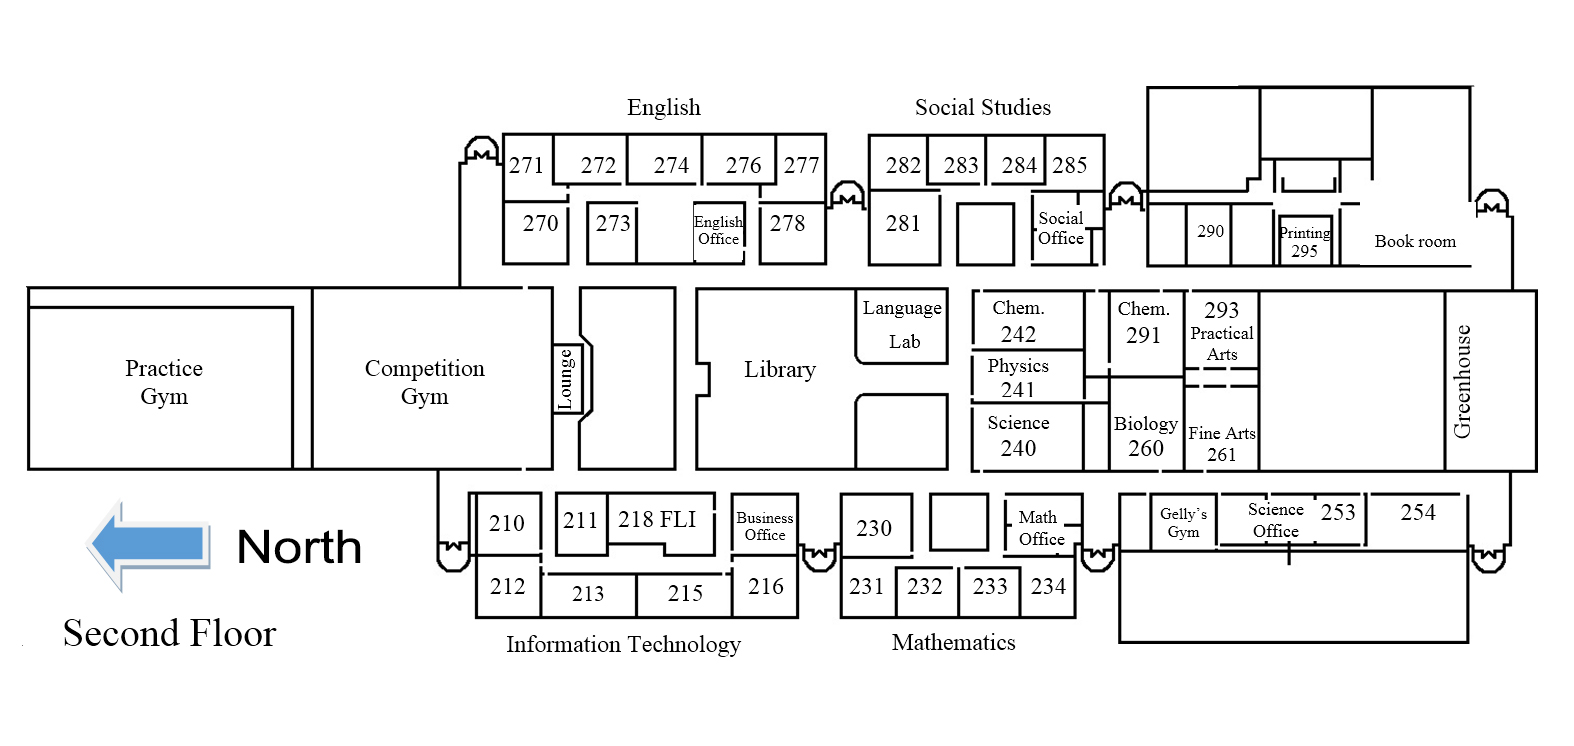 English
Social Studies
271
272
274
276
277
282
283
284
285
270
273
English
Office
278
281
Social
Office
290
Printing
295
Book room
Practice
Gym
Competition
Gym
Lounge
Library
Language
Lab
Chem.
242
Physics
241
Science
240
Chem.
291
Biology
260
293
Practical
Arts
Fine Arts
261
Greenhouse
North
Second Floor
210
211
218 FLI
Business
Office
212
213
215
216
230
Math
Office
231
232
233
234
Gelly's
Gym
Science
Office
253
254
Information Technology
Mathematics